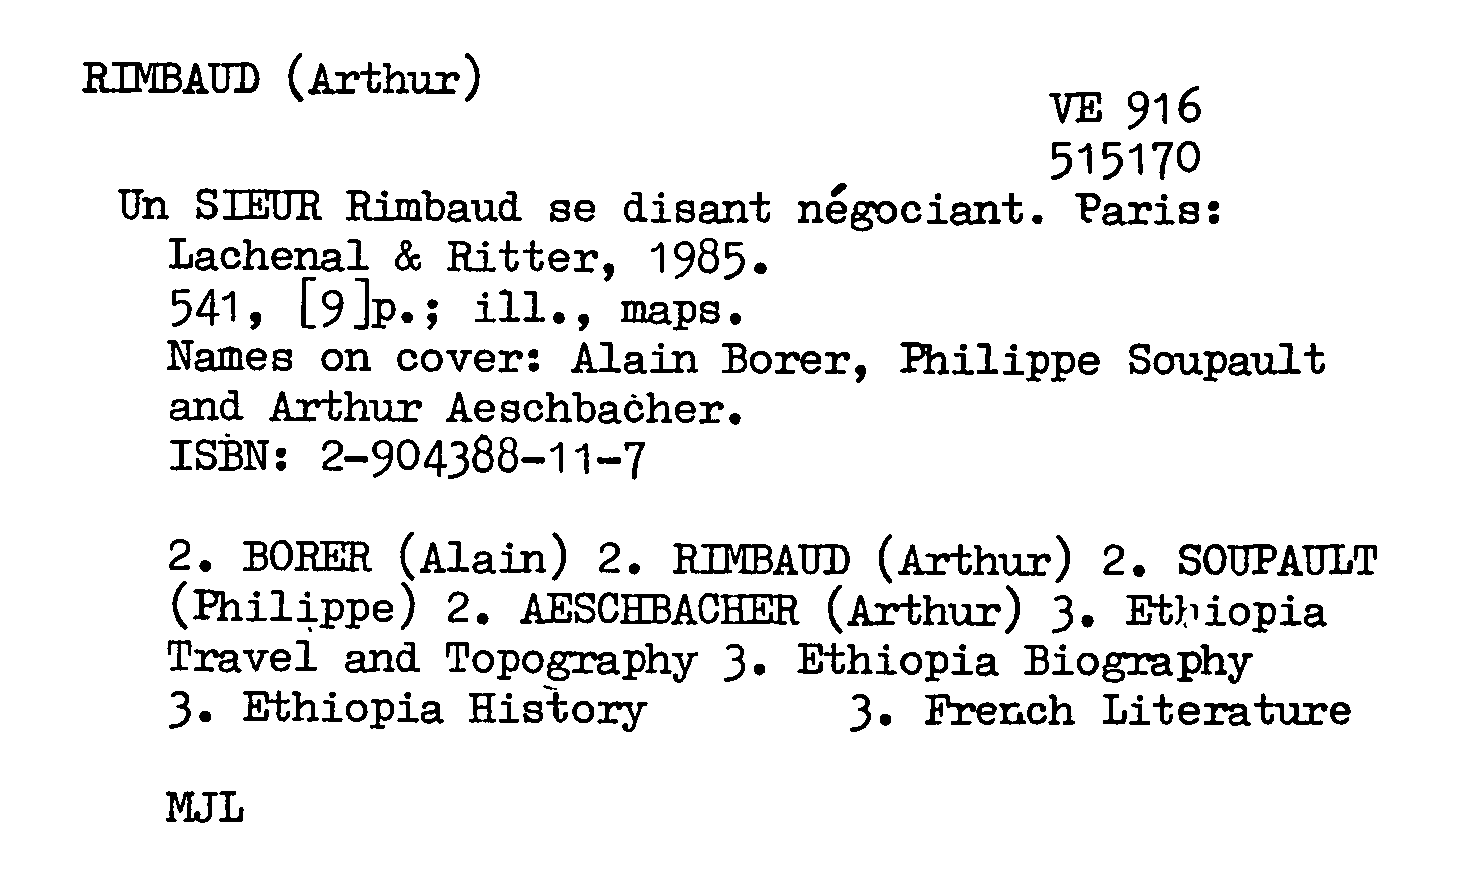 RIMBAUD (Arthur)
VE 916
515170
Un SIEUR Rimbaud se disant négociant. Paris:
Lachenal & Ritter, 1985.
541, [9]p.; ill., maps.
Names on cover: Alain Borer, Philippe Soupault
and Arthur Aeschbacher.
ISBN: 2-904388-11-7
2. BORER (Alain) 2. RIMBAUD (Arthur) 2. SOUPAULT
(Philippe) 2. AESCHBACHER (Arthur) 3. Ethiopia
Travel and Topography 3. Ethiopia Biography
3. Ethiopia History 3. French Literature
MJL